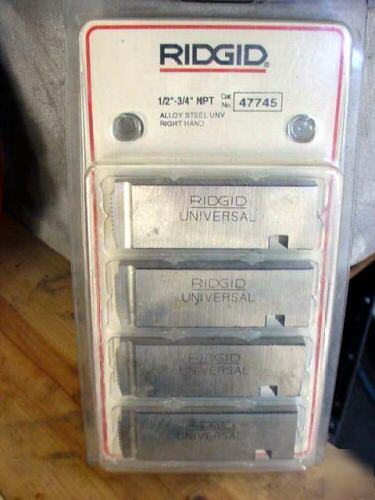 RIDGID®
1/2"-3/4" NPT Cat. No. 47745
ALLOY STEEL UNV
RIGHT HAND
RIDGID
UNIVERSAL
RIDGID
UNIVERSAL
RIDGID
UNIVERSAL
RIDGID
UNIVERSAL